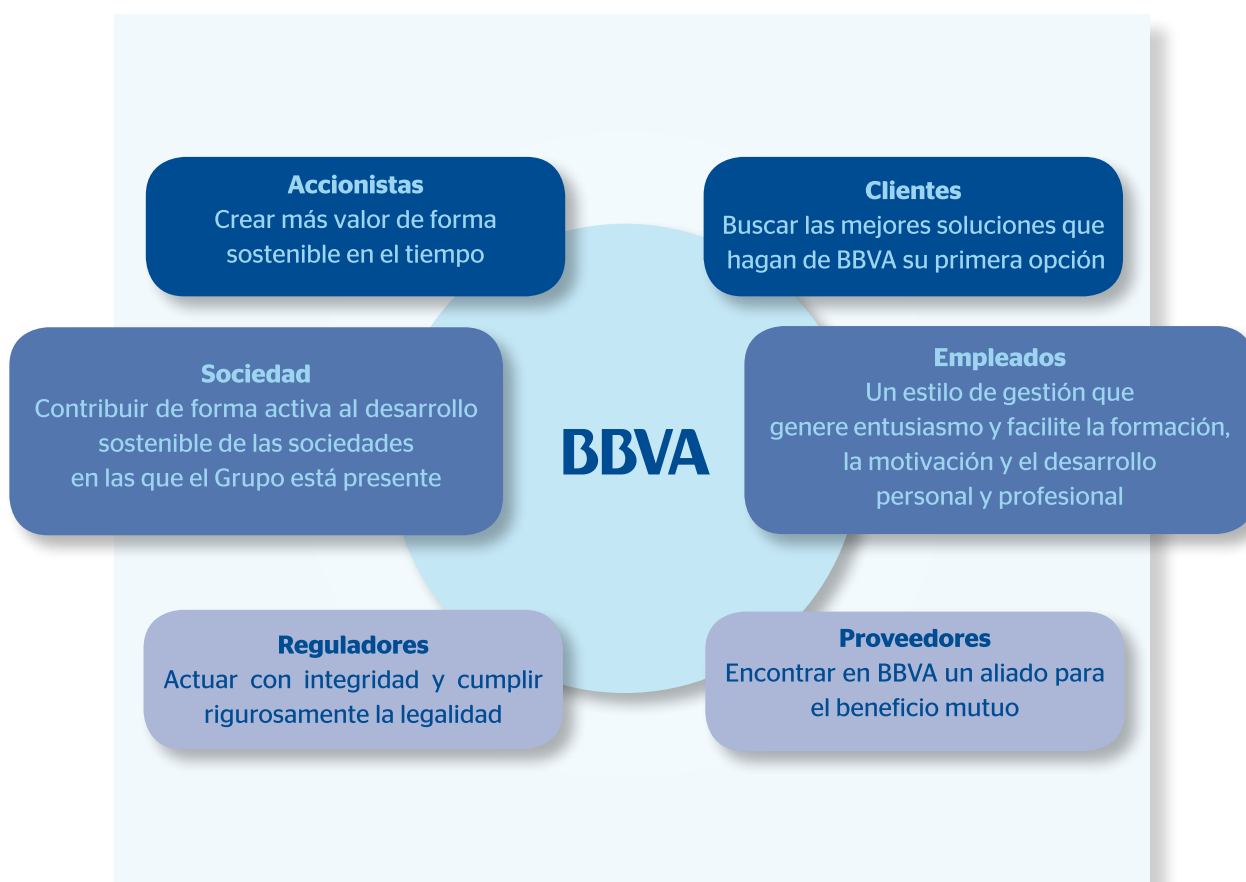 Accionistas
Crear más valor de forma
sostenible en el tiempo
Clientes
Buscar las mejores soluciones que
hagan de BBVA su primera opción
Sociedad
Contribuir de forma activa al desarrollo
sostenible de las sociedades
en las que el Grupo está presente
BBVA
Empleados
Un estilo de gestión que
genere entusiasmo y facilite la formación,
la motivación y el desarrollo
personal y profesional
Reguladores
Actuar con integridad y cumplir
rigurosamente la legalidad
Proveedores
Encontrar en BBVA un aliado para
el beneficio mutuo